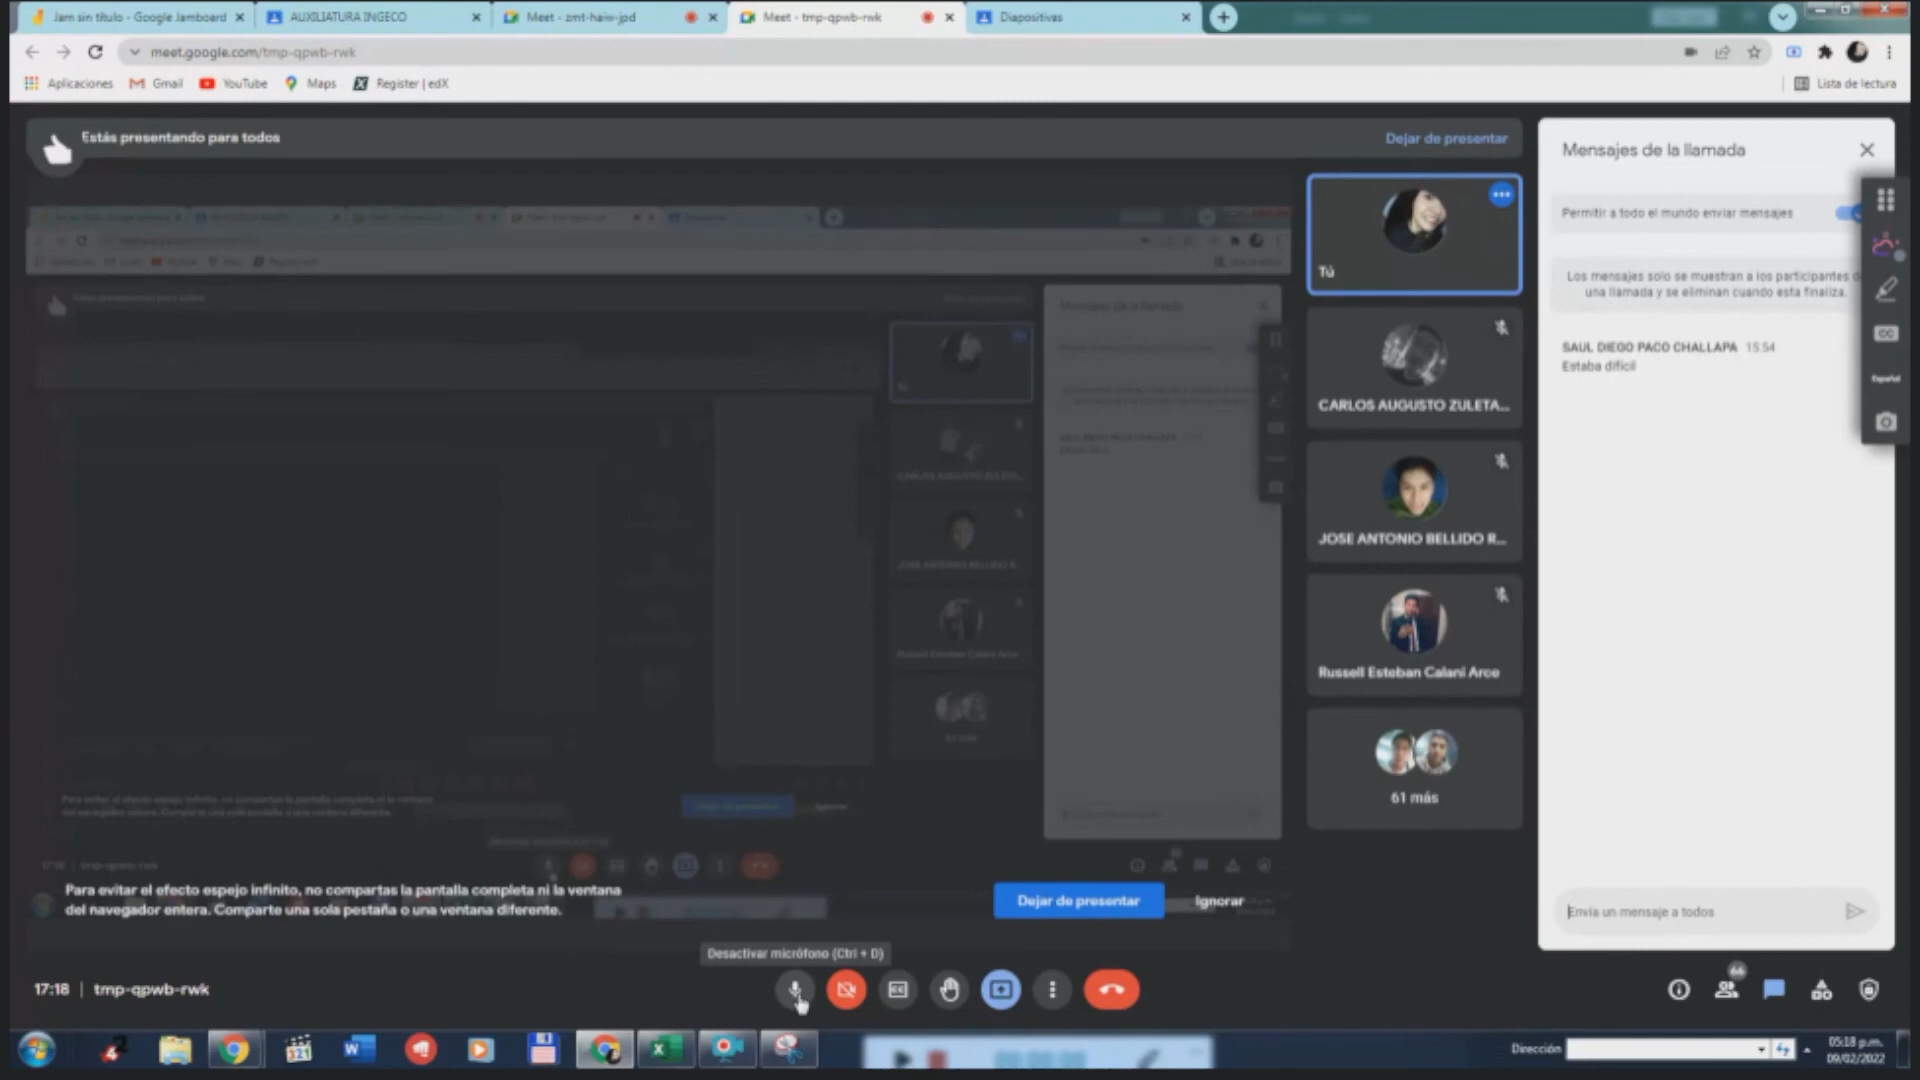 Jam sin título - Google Jamboard
AUXILIATURA INGECO
Meet - zmt-haiw-jpd
Meet - tmp-qpwb-rwk
Diapositivas
meet.google.com/tmp-qpwb-rwk
Aplicaciones
Gmail
YouTube
Maps
Register | edX
Lista de lectura
Estás presentando para todos
Dejar de presentar
Mensajes de la llamada
Permitir a todo el mundo enviar mensajes
Los mensajes solo se muestran a los participantes
una llamada y se eliminan cuando esta finaliza.
SAUL DIEGO PACO CHALLAPA 15:54
Estaba difícil
Español
Tú
CARLOS AUGUSTO ZULETA...
JOSE ANTONIO BELLIDO R...
Russell Esteban Calani Arce
61 más
Para evitar el efecto espejo infinito, no compartas la pantalla completa ni la ventana
del navegador entera. Comparte una sola pestaña o una ventana diferente.
Dejar de presentar
Ignorar
Envía un mensaje a todos
Desactivar micrófono (Ctrl + D)
17:18 | tmp-qpwb-rwk
66
Dirección
05:18 p.m.
09/02/2022